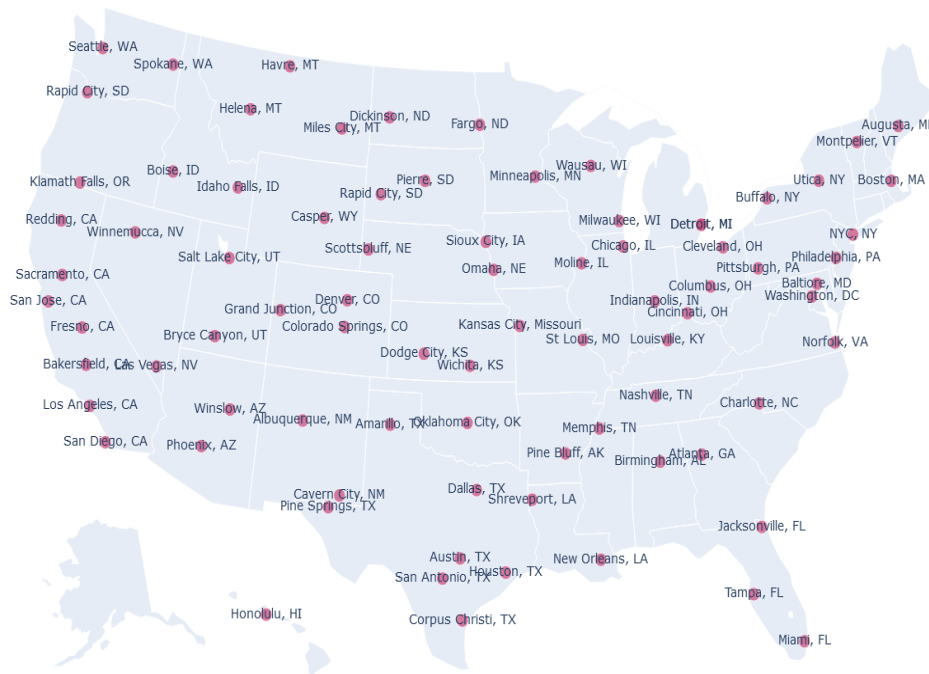 Seattle, WA
Spokane, WA
Havre, MT
Rapid City, SD
Helena, MT
Dickinson, ND
Miles City, MT
Fargo, ND
Augusta, M
Montpelier, VT
Klamath Falls, OR
Boise, ID
Idaho Falls, ID
Pierre, SD
Rapid City, SD
Minneapolis, MN
Wausau, WI
Utica, NY
Boston, MA
Buffalo, NY
Redding, CA
Winnemucca, NV
Casper, WY
Milwaukee, WI
Detroit, MI
NYC, NY
Salt Lake City, UT
Scottsbluff, NE
Sioux City, IA
Chicago, IL
Cleveland, OH
Philadelphia, PA
Sacramento, CA
Omaha, NE
Moline, IL
Pittsburgh, PA
San Jose, CA
Grand Junction, CO
Denver, CO
Indianapolis, IN
Columbus, OH
Baltiore, MD
Washington, DC
Fresno, CA
Bryce Canyon, UT
Colorado Springs, CO
Kansas City, Missouri
Cincinnati, OH
St Louis, MO
Louisville, KY
Norfolk, VA
Bakersfield, CA
Las Vegas, NV
Dodge City, KS
Wichita, KS
Los Angeles, CA
Winslow, AZ
Nashville, TN
Charlotte, NC
Albuquerque, NM
Amarillo, TX
Oklahoma City, OK
Memphis, TN
San Diego, CA
Phoenix, AZ
Pine Bluff, AK
Birmingham, AL
Atlanta, GA
Cavern City, NM
Pine Springs, TX
Dallas, TX
Shreveport, LA
Jacksonville, FL
Austin, TX
San Antonio, TX
Houston, TX
New Orleans, LA
Honolulu, HI
Corpus Christi, TX
Tampa, FL
Miami, FL